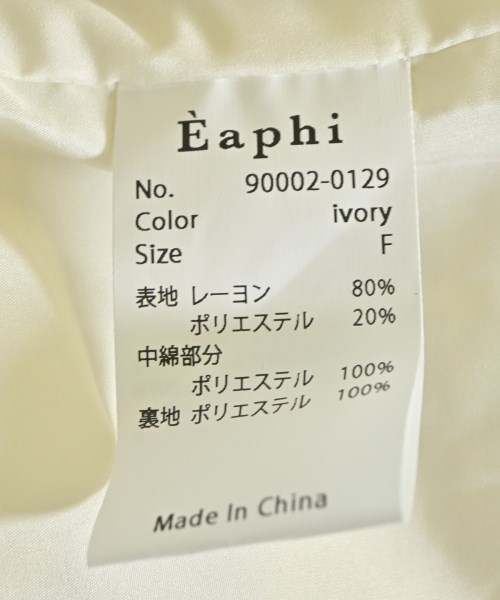 Èaphi
No. 90002-0129
Color ivory
Size F
表地 レーヨン 80%
ポリエステル 20%
中綿部分
ポリエステル 100%
裏地 ポリエステル 100%
Made In China